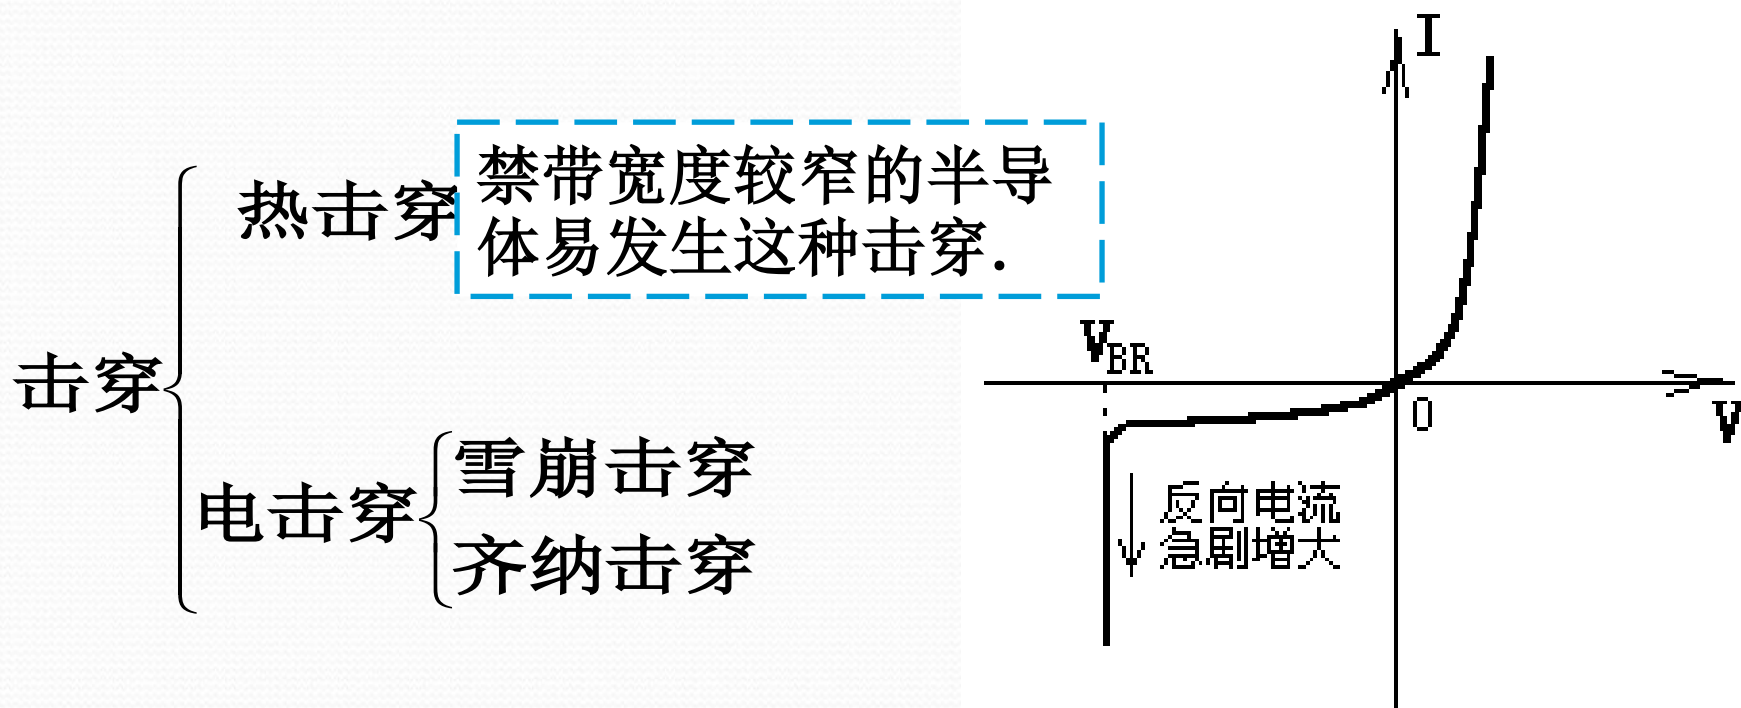 热击穿
禁带宽度较窄的半导
体易发生这种击穿.
击穿
电击穿
雪崩击穿
齐纳击穿
I
VBR
O
V
反向电流
急剧增大